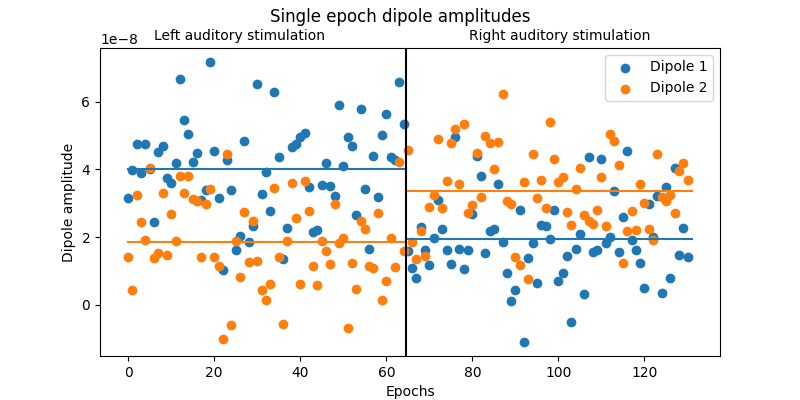 Single epoch dipole amplitudes
Left auditory stimulation
Right auditory stimulation
1e−8
Dipole 1
Dipole 2
6
4
2
0
Dipole amplitude
0
20
40
60
80
100
120
Epochs